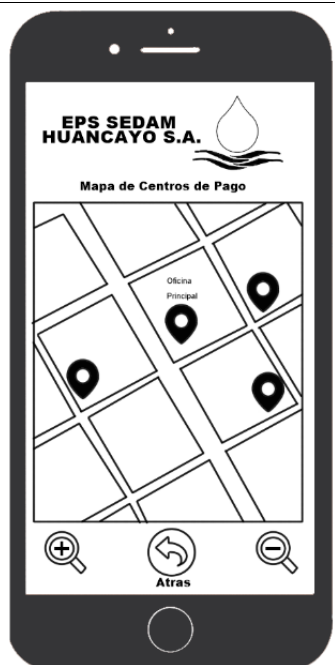 EPS SEDAM
HUANCAYO S.A.
Mapa de Centros de Pago
Oficina
Principal
Atras